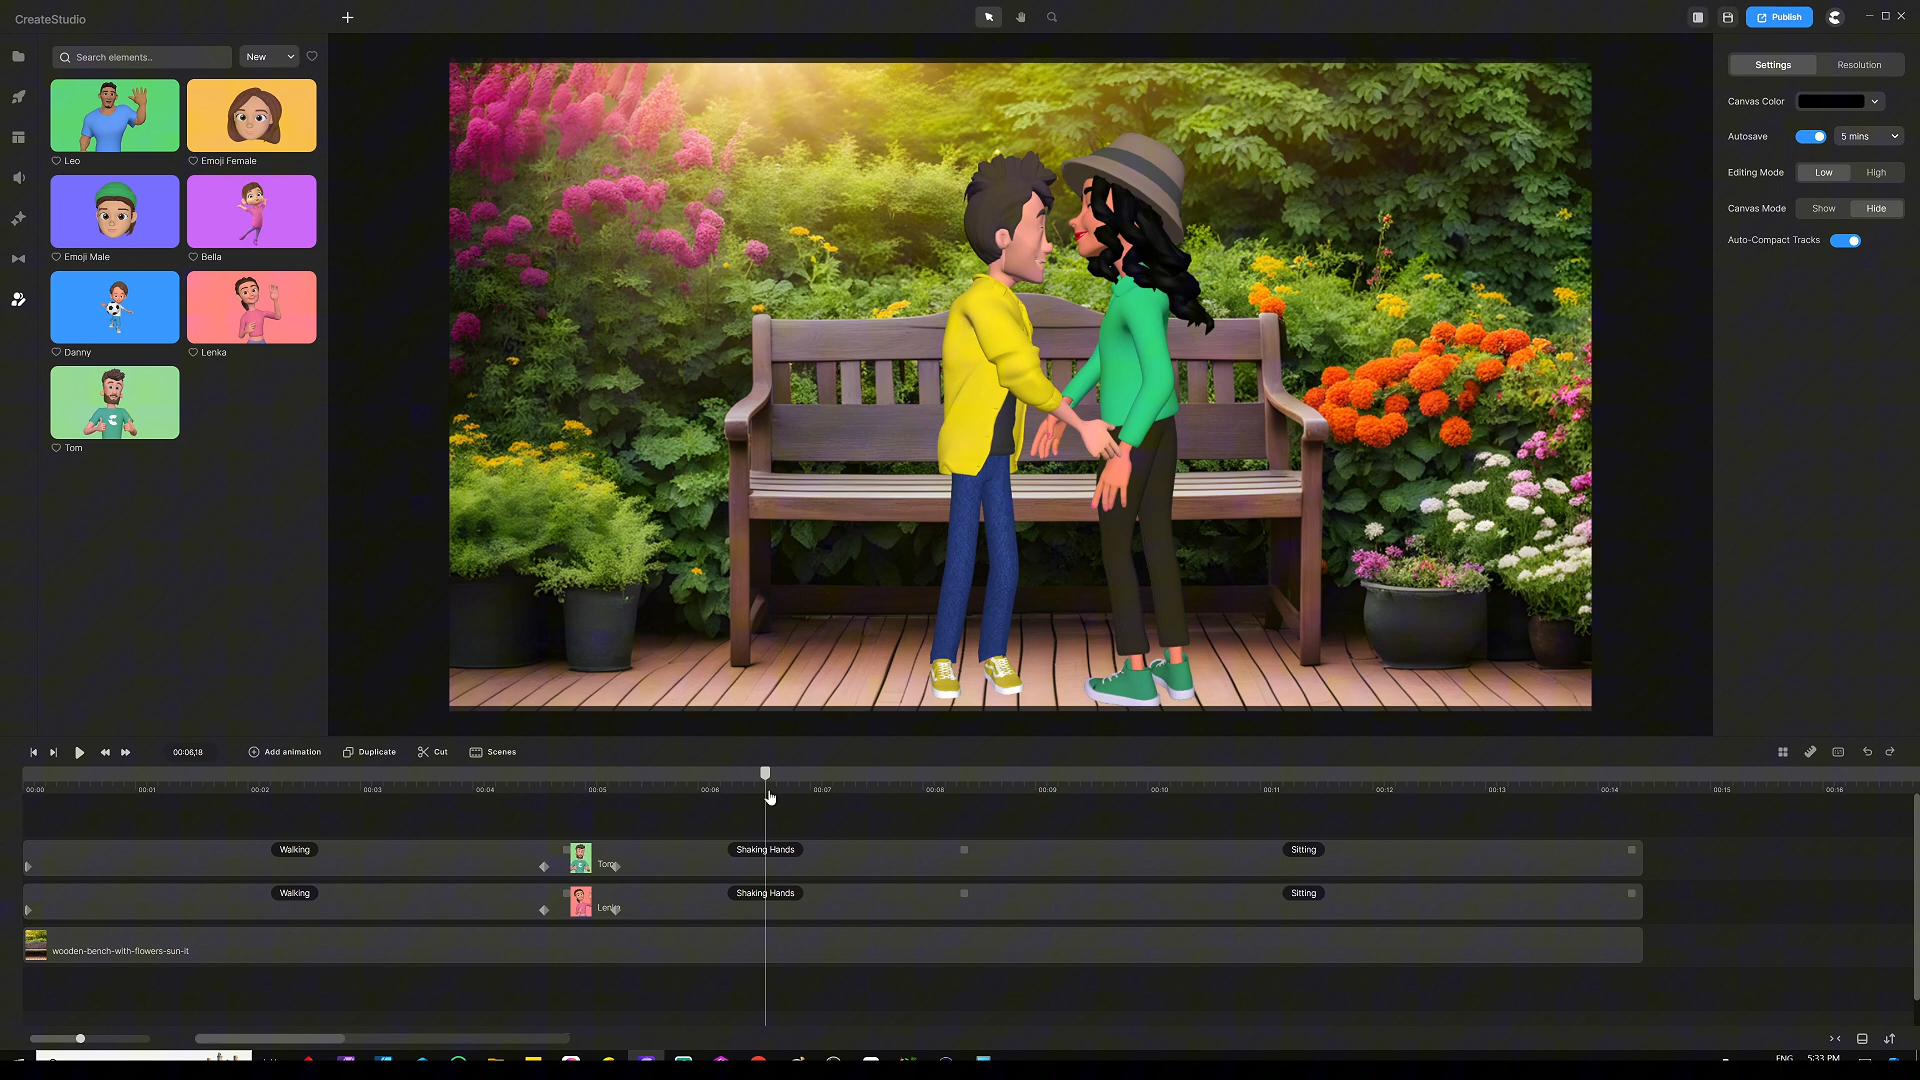 CreateStudio
Publish
Search elements..
New
Leo
Emoji Female
Emoji Male
Bella
Danny
Lenka
Tom
Settings
Resolution
Canvas Color
Autosave
5 mins
Editing Mode
Low
High
Canvas Mode
Show
Hide
Auto-Compact Tracks
00:06,18
Add animation
Duplicate
Cut
Scenes
00:00
00:01
00:02
00:03
00:04
00:05
00:06
00:07
00:08
00:09
00:10
00:11
00:12
00:13
00:14
00:15
00:16
Walking
Tom
Shaking Hands
Sitting
Walking
Lenka
Shaking Hands
Sitting
wooden-bench-with-flowers-sun-it
ENG
5:33 PM